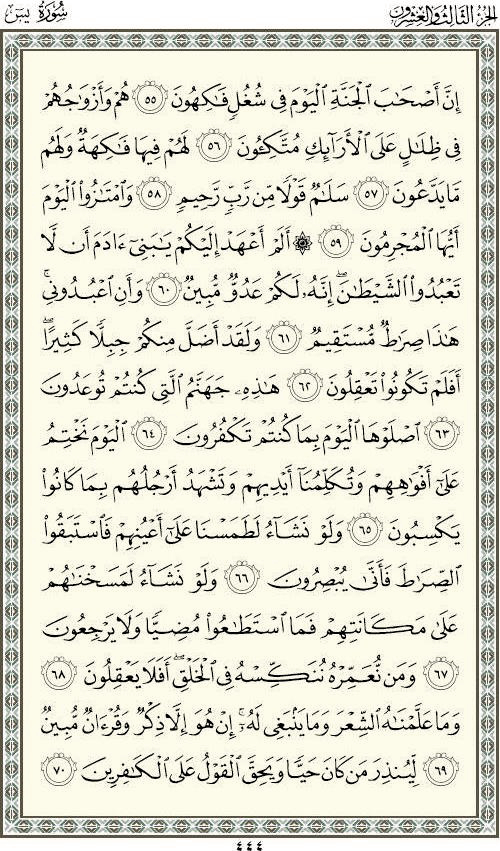 الجزء الثالث والعشرون
سورة يس
إِنَّ أَصْحَٰبَ ٱلْجَنَّةِ ٱلْيَوْمَ فِى شُغُلٍ فَٰكِهُونَ ٥٥ هُمْ وَأَزْوَٰجُهُمْ
فِى ظِلَٰلٍ عَلَى ٱلْأَرَآئِكِ مُتَّكِـُٔونَ ٥٦ لَهُمْ فِيهَا فَٰكِهَةٌ وَلَهُم
مَّا يَدَّعُونَ ٥٧ سَلَٰمٌ قَوْلًا مِّن رَّبٍّ رَّحِيمٍ ٥٨ وَٱمْتَٰزُوا۟ ٱلْيَوْمَ
أَيُّهَا ٱلْمُجْرِمُونَ ٥٩ ۞ أَلَمْ أَعْهَدْ إِلَيْكُمْ يَٰبَنِىٓ ءَادَمَ أَن لَّا
تَعْبُدُوا۟ ٱلشَّيْطَٰنَ ۖ إِنَّهُۥ لَكُمْ عَدُوٌّ مُّبِينٌ ٦٠ وَأَنِ ٱعْبُدُونِى ۚ
هَٰذَا صِرَٰطٌ مُّسْتَقِيمٌ ٦١ وَلَقَدْ أَضَلَّ مِنكُمْ جِبِلًّا كَثِيرًا ۖ
أَفَلَمْ تَكُونُوا۟ تَعْقِلُونَ ٦٢ هَٰذِهِۦ جَهَنَّمُ ٱلَّتِى كُنتُمْ تُوعَدُونَ
٦٣ ٱصْلَوْهَا ٱلْيَوْمَ بِمَا كُنتُمْ تَكْفُرُونَ ٦٤ ٱلْيَوْمَ نَخْتِمُ
عَلَىٰٓ أَفْوَٰهِهِمْ وَتُكَلِّمُنَآ أَيْدِيهِمْ وَتَشْهَدُ أَرْجُلُهُم بِمَا كَانُوا۟
يَكْسِبُونَ ٦٥ وَلَوْ نَشَآءُ لَطَمَسْنَا عَلَىٰٓ أَعْيُنِهِمْ فَٱسْتَبَقُوا۟
ٱلصِّرَٰطَ فَأَنَّىٰ يُبْصِرُونَ ٦٦ وَلَوْ نَشَآءُ لَمَسَخْنَٰهُمْ
عَلَىٰ مَكَانَتِهِمْ فَمَا ٱسْتَطَٰعُوا۟ مُضِيًّا وَلَا يَرْجِعُونَ
٦٧ وَمَن نُّعَمِّرْهُ نُنَكِّسْهُ فِى ٱلْخَلْقِ ۖ أَفَلَا يَعْقِلُونَ ٦٨
وَمَا عَلَّمْنَٰهُ ٱلشِّعْرَ وَمَا يَنۢبَغِى لَهُۥٓ ۚ إِنْ هُوَ إِلَّا ذِكْرٌ وَقُرْءَانٌ مُّبِينٌ
٦٩ لِّيُنذِرَ مَن كَانَ حَيًّا وَيَحِقَّ ٱلْقَوْلُ عَلَى ٱلْكَٰفِرِينَ ٧٠
٤٤٤